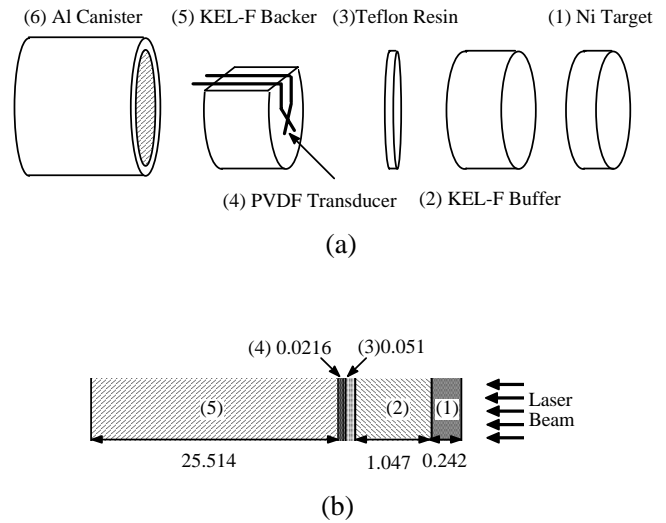 (6) Al Canister (5) KEL-F Backer (3)Teflon Resin (1) Ni Target
(4) PVDF Transducer (2) KEL-F Buffer
(a)
(4) 0.0216 (3)0.051
(5) (2) (1) Laser
Beam
25.514 1.047 0.242
(b)